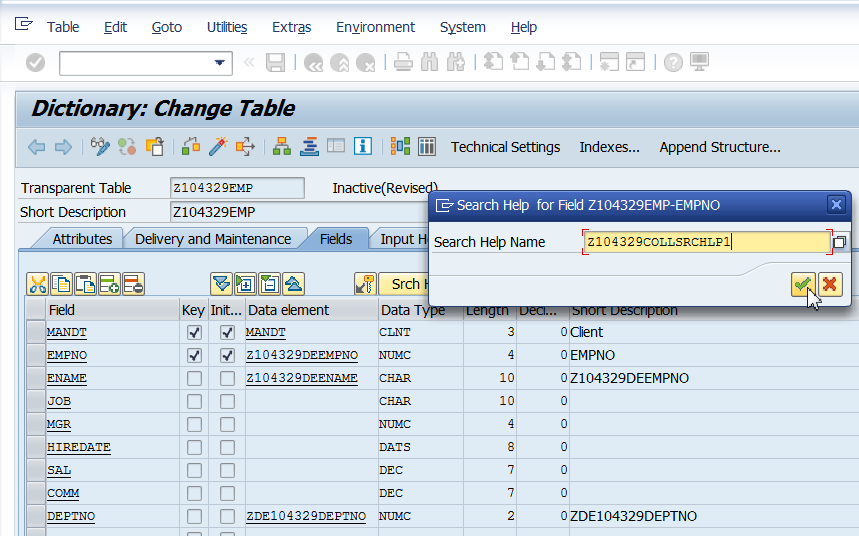 Table Edit Goto Utilities Extras Environment System Help
Dictionary: Change Table
Technical Settings Indexes... Append Structure...
Transparent Table Z104329EMP Inactive(Revised)
Short Description Z104329EMP
Search Help for Field Z104329EMP-EMPNO
Search Help Name Z104329COLLSRCHLP1
Attributes Delivery and Maintenance Fields Input H
Srch H
Field Key Init... Data element Data Type Length Deci... Short Description
MANDT MANDT CLNT 3 0 Client
EMPNO Z104329DEEMPNO NUMC 4 0 EMPNO
ENAME Z104329DEENAME CHAR 10 0 Z104329DEEMPNO
JOB CHAR 10 0
MGR NUMC 4 0
HIREDATE DATS 8 0
SAL DEC 7 0
COMM DEC 7 0
DEPTNO ZDE104329DEPTNO NUMC 2 0 ZDE104329DEPTNO